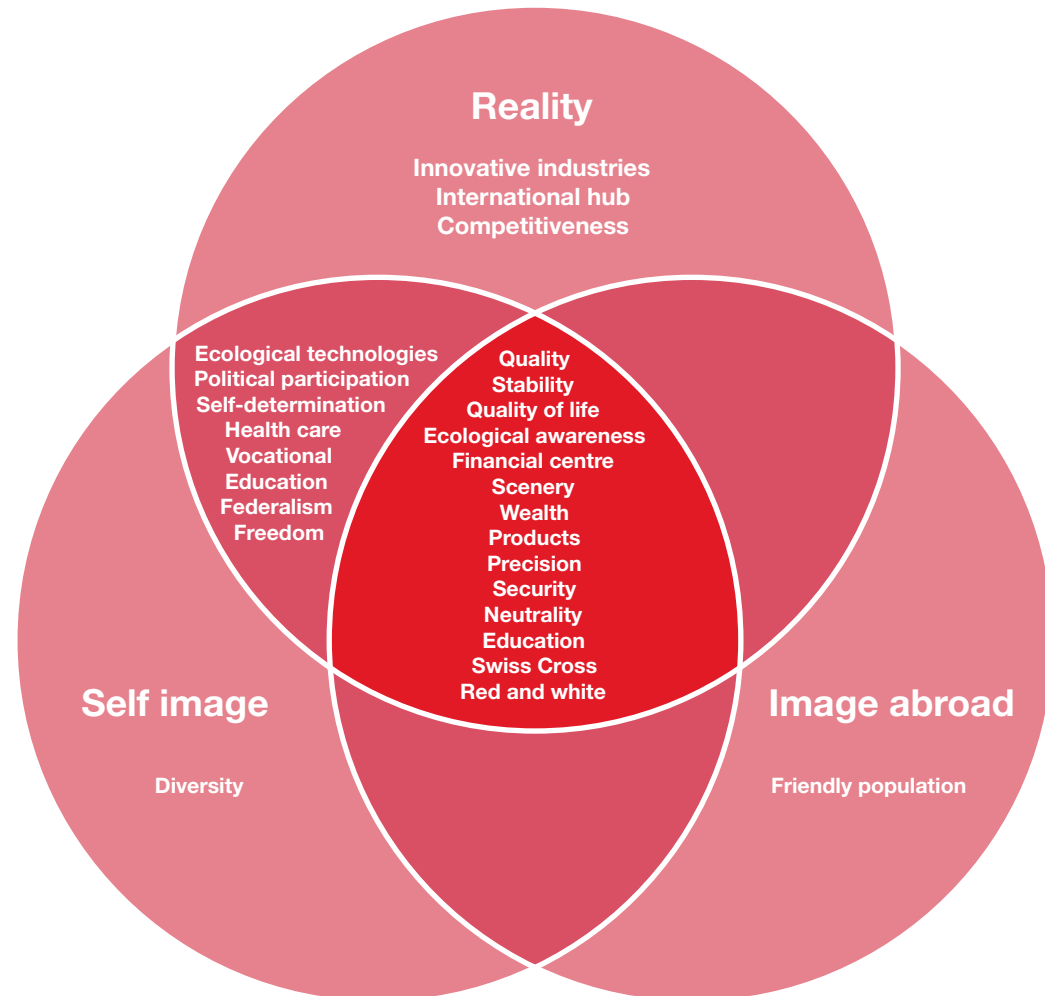 Reality
Innovative industries
International hub
Competitiveness
Ecological technologies
Political participation
Self-determination
Health care
Vocational
Education
Federalism
Freedom
Quality
Stability
Quality of life
Ecological awareness
Financial centre
Scenery
Wealth
Products
Precision
Security
Neutrality
Education
Swiss Cross
Red and white
Self image
Diversity
Image abroad
Friendly population